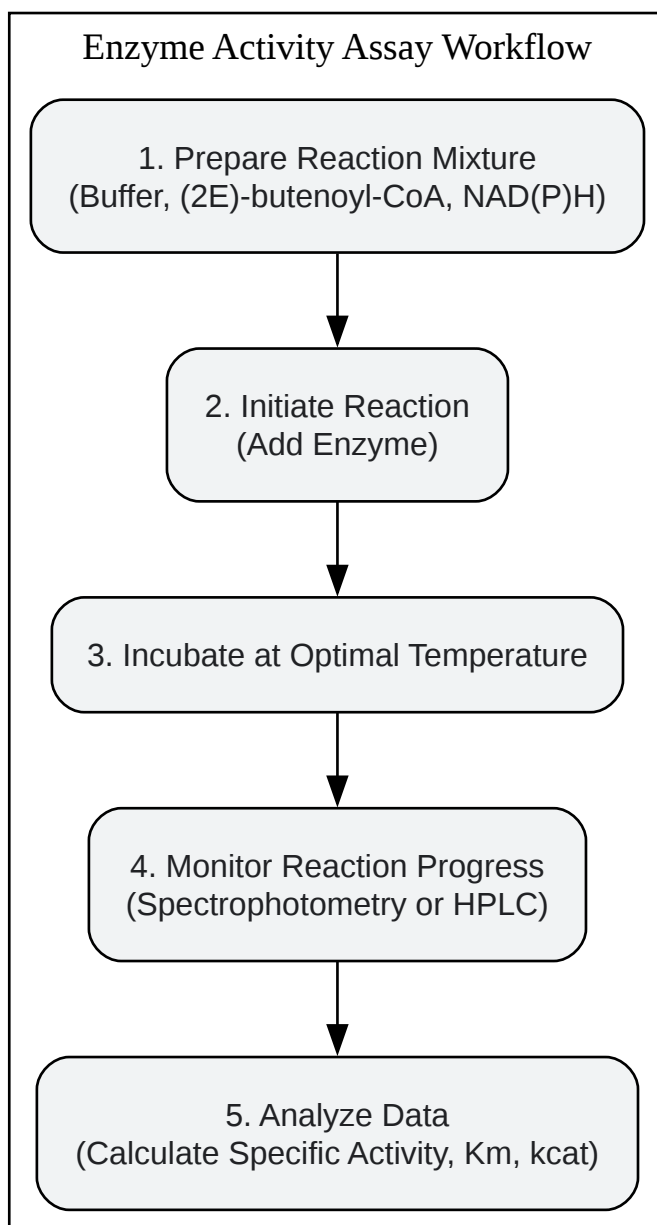 Enzyme Activity Assay Workflow
1. Prepare Reaction Mixture
(Buffer, (2E)-butenoyl-CoA, NAD(P)H)
2. Initiate Reaction
(Add Enzyme)
3. Incubate at Optimal Temperature
4. Monitor Reaction Progress
(Spectrophotometry or HPLC)
5. Analyze Data
(Calculate Specific Activity, Km, kcat)